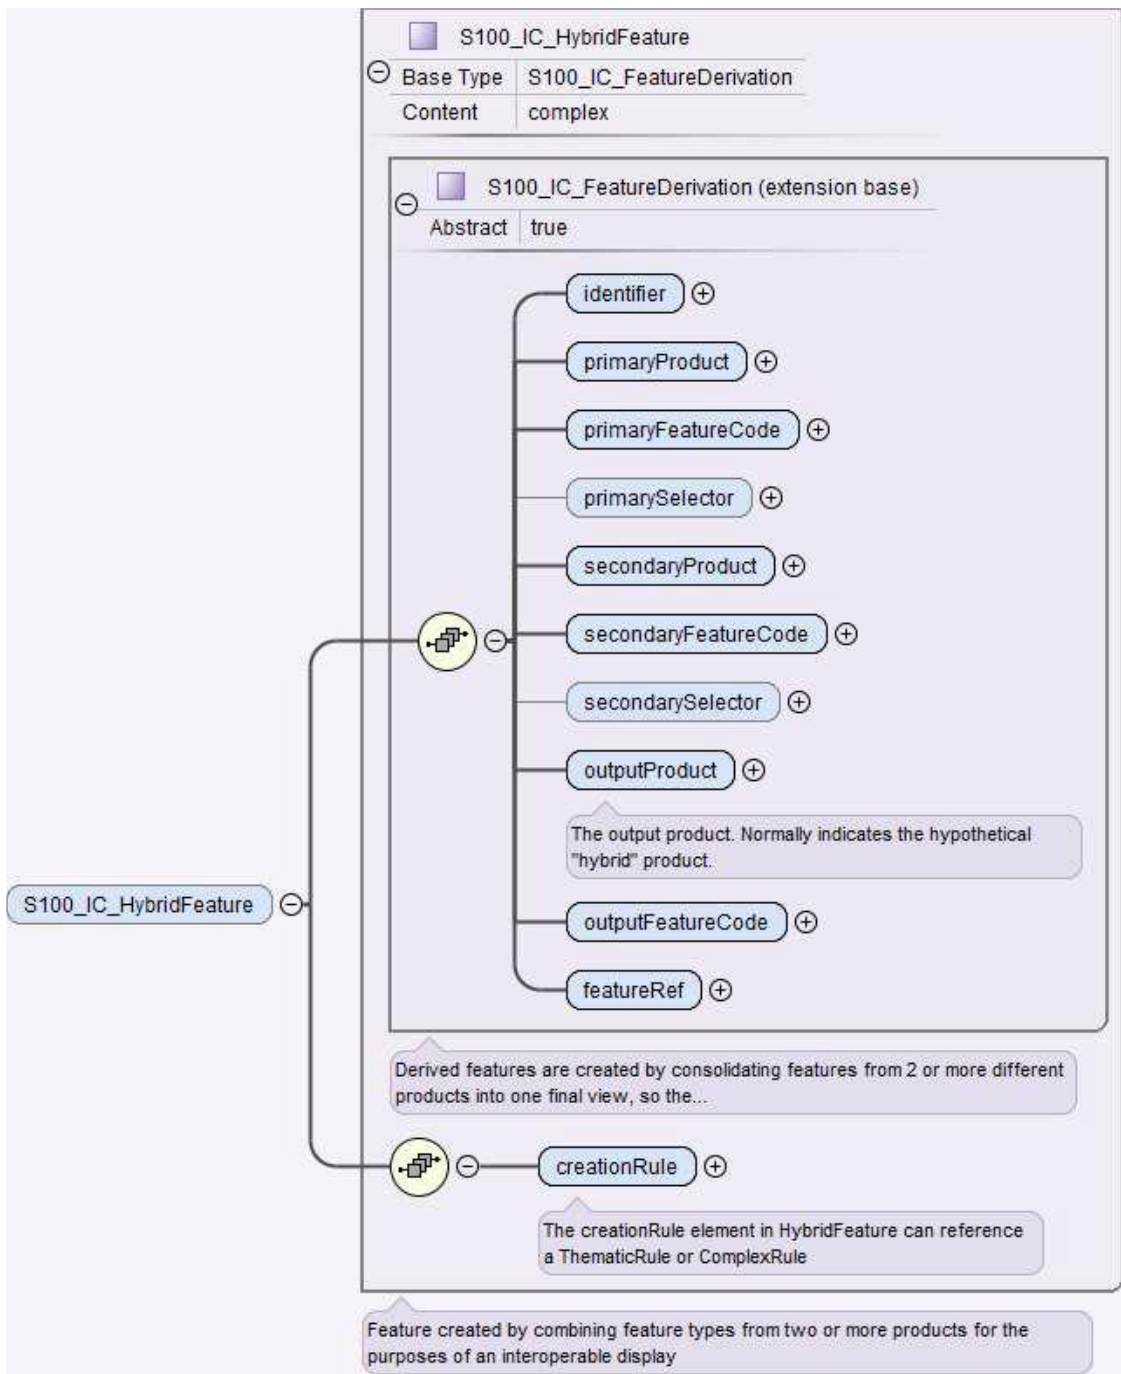 S100_IC_HybridFeature
Base Type S100_IC_FeatureDerivation
Content complex
S100_IC_FeatureDerivation (extension base)
Abstract true
identifier
primaryProduct
primaryFeatureCode
primarySelector
secondaryProduct
secondaryFeatureCode
secondarySelector
outputProduct
The output product. Normally indicates the hypothetical
"hybrid" product.
S100_IC_HybridFeature
outputFeatureCode
featureRef
Derived features are created by consolidating features from 2 or more different
products into one final view, so the...
creationRule
The creationRule element in HybridFeature can reference
a ThematicRule or ComplexRule
Feature created by combining feature types from two or more products for the
purposes of an interoperable display